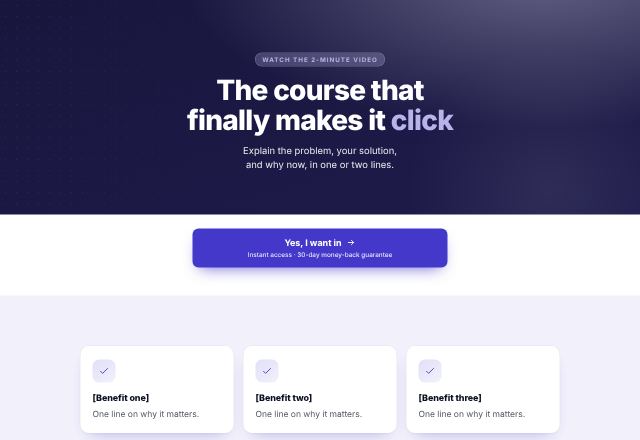 WATCH THE 2-MINUTE VIDEO
The course that
finally makes it click
Explain the problem, your solution,
and why now, in one or two lines.
Yes, I want in →
Instant access · 30-day money-back guarantee
[Benefit one]
One line on why it matters.
[Benefit two]
One line on why it matters.
[Benefit three]
One line on why it matters.